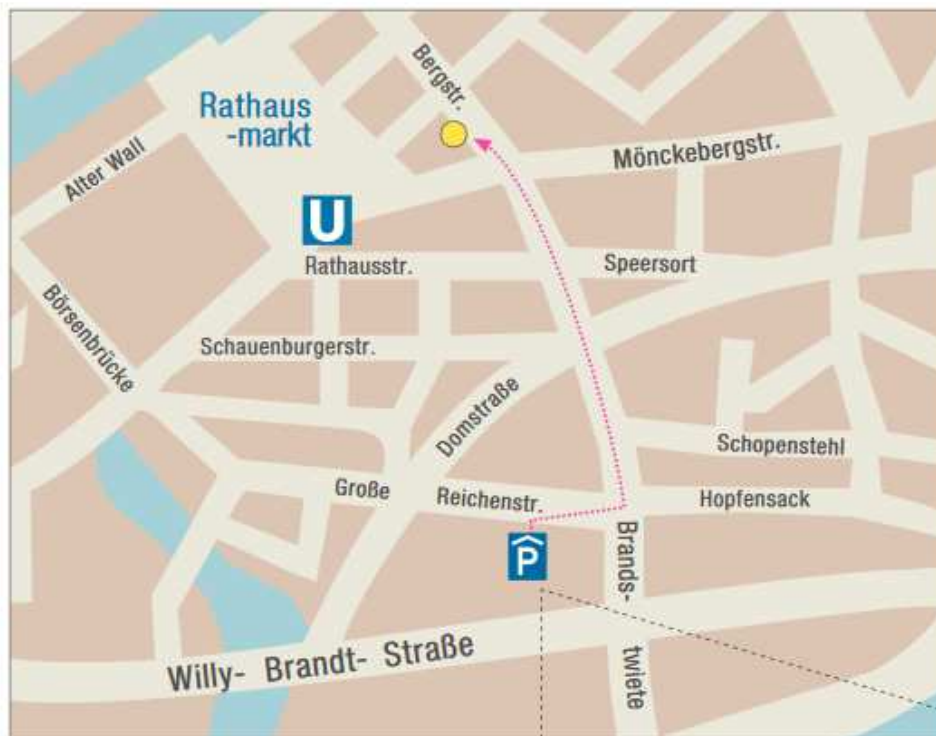 Bergstr.
Rathaus
-markt
Mönckebergstr.
Alter Wall
U
Rathausstr.
Speersort
Börsenbrücke
Schauenburgerstr.
Domstraße
Schopenstehl
Große Reichenstr.
Hopfensack
P
Brands-
twiete
Willy- Brandt- Straße